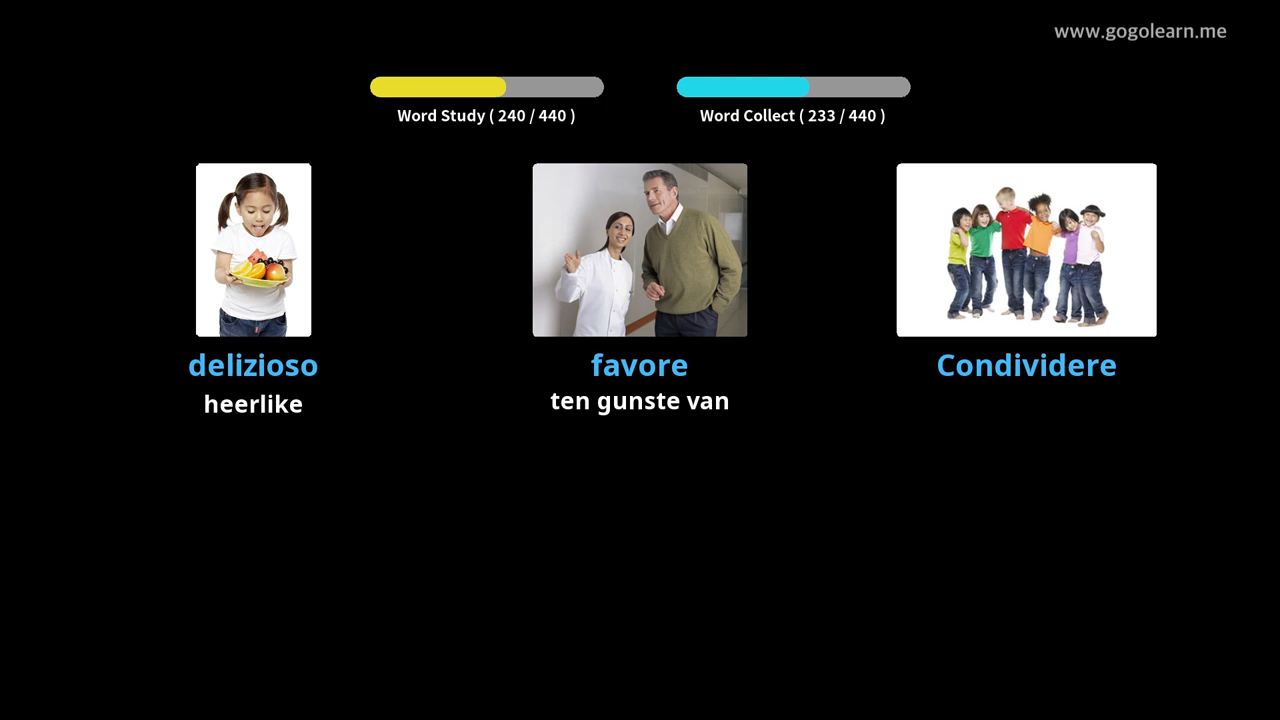 www.gogolearn.me
Word Study ( 240 / 440 )
Word Collect ( 233 / 440 )
delizioso
heerlike
favore
ten gunste van
Condividere